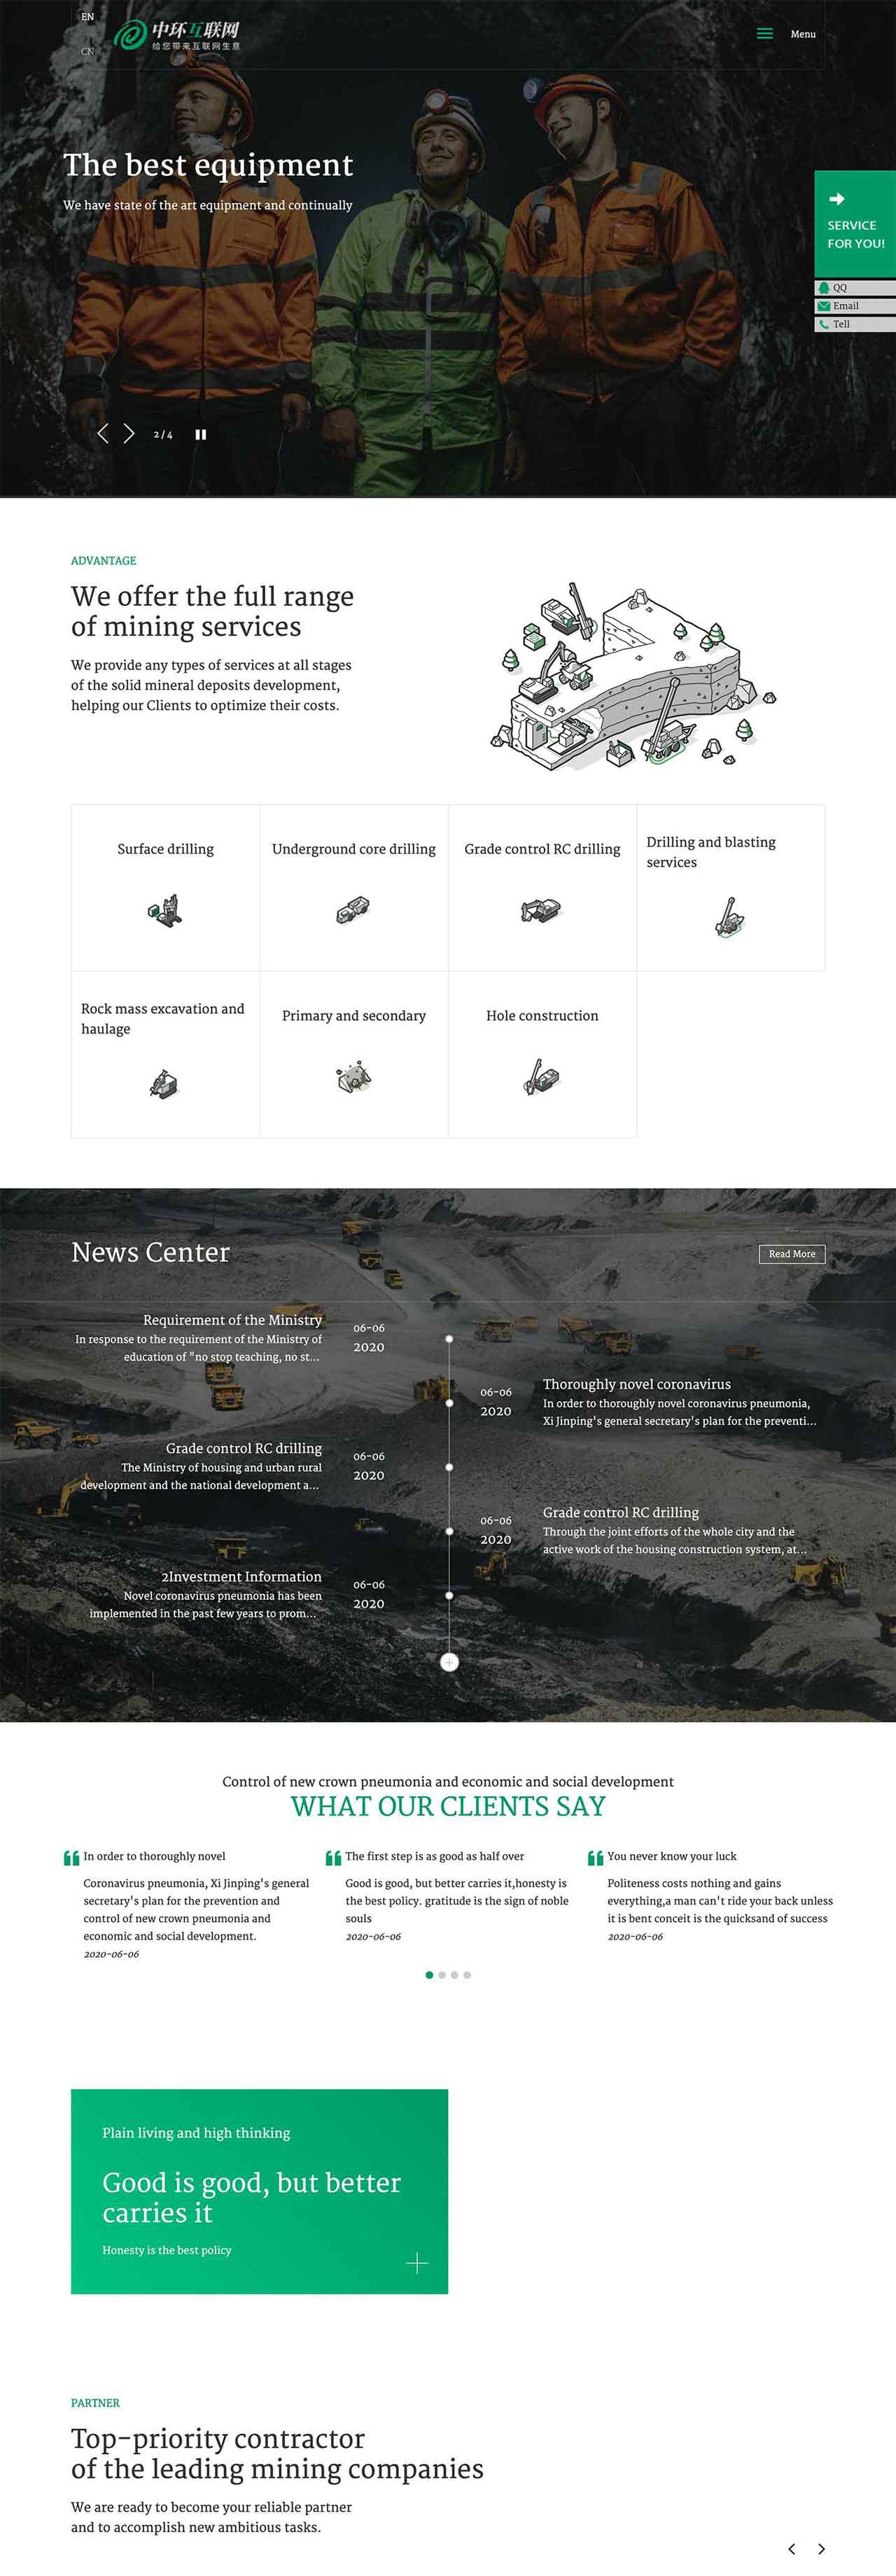 EN
CN
中环互联网
给您带来互联网生意
Menu
The best equipment
We have state of the art equipment and continually
SERVICE
FOR YOU!
QQ
Email
Tell
2 / 4
ADVANTAGE
We offer the full range
of mining services
We provide any types of services at all stages
of the solid mineral deposits development,
helping our Clients to optimize their costs.
Surface drilling
Underground core drilling
Grade control RC drilling
Drilling and blasting
services
Rock mass excavation and
haulage
Primary and secondary
Hole construction
News Center
Read More
Requirement of the Ministry
In response to the requirement of the Ministry of
education of "no stop teaching, no st...
06-06
2020
06-06
2020
Thoroughly novel coronavirus
In order to thoroughly novel coronavirus pneumonia,
Xi Jinping's general secretary's plan for the preventi...
Grade control RC drilling
The Ministry of housing and urban rural
development and the national development a...
06-06
2020
06-06
2020
Grade control RC drilling
Through the joint efforts of the whole city and the
active work of the housing construction system, at...
2Investment Information
Novel coronavirus pneumonia has been
implemented in the past few years to prom...
06-06
2020
Control of new crown pneumonia and economic and social development
WHAT OUR CLIENTS SAY
In order to thoroughly novel
Coronavirus pneumonia, Xi Jinping's general
secretary's plan for the prevention and
control of new crown pneumonia and
economic and social development.
2020-06-06
The first step is as good as half over
Good is good, but better carries it,honesty is
the best policy. gratitude is the sign of noble
souls
2020-06-06
You never know your luck
Politeness costs nothing and gains
everything,a man can't ride your back unless
it is bent conceit is the quicksand of success
2020-06-06
Plain living and high thinking
Good is good, but better
carries it
Honesty is the best policy
PARTNER
Top-priority contractor
of the leading mining companies
We are ready to become your reliable partner
and to accomplish new ambitious tasks.